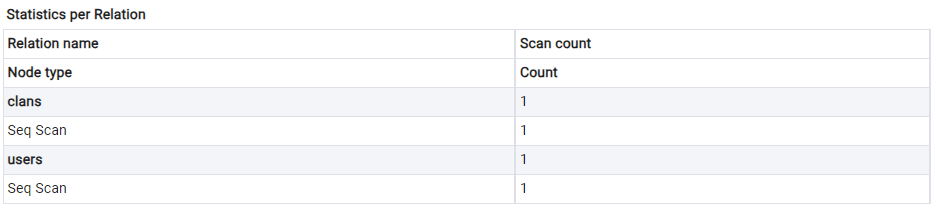 Statistics per Relation
Relation name Scan count
Node type Count
clans 1
Seq Scan 1
users 1
Seq Scan 1